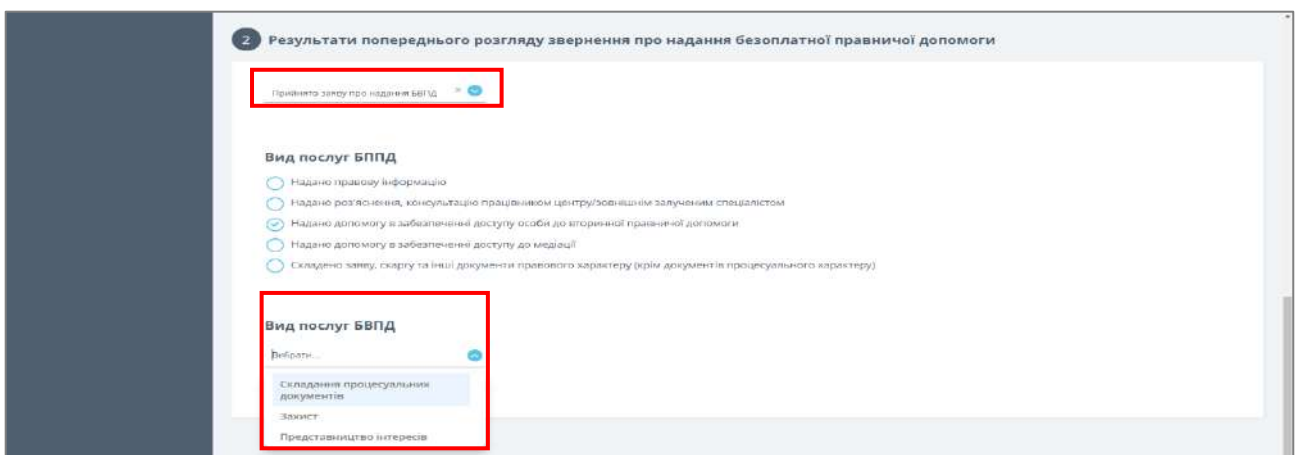 2 Результати попереднього розгляду звернення про надання безоплатної правничої допомоги
Прийнято заяву про надання БВПД
Вид послуг БППД
Надано правову інформацію
Надано роз'яснення, консультацію працівником центру/зовнішнім залученим спеціалістом
Надано допомогу в забезпеченні доступу особи до вторинної правничої допомоги
Надано допомогу в забезпеченні доступу до медіації
Складено заяву, скаргу та інші документи правового характеру (крім документів процесуального характеру)
Вид послуг БВПД
Вибрати...
Складання процесуальних
документів
Захист
Представництво інтересів